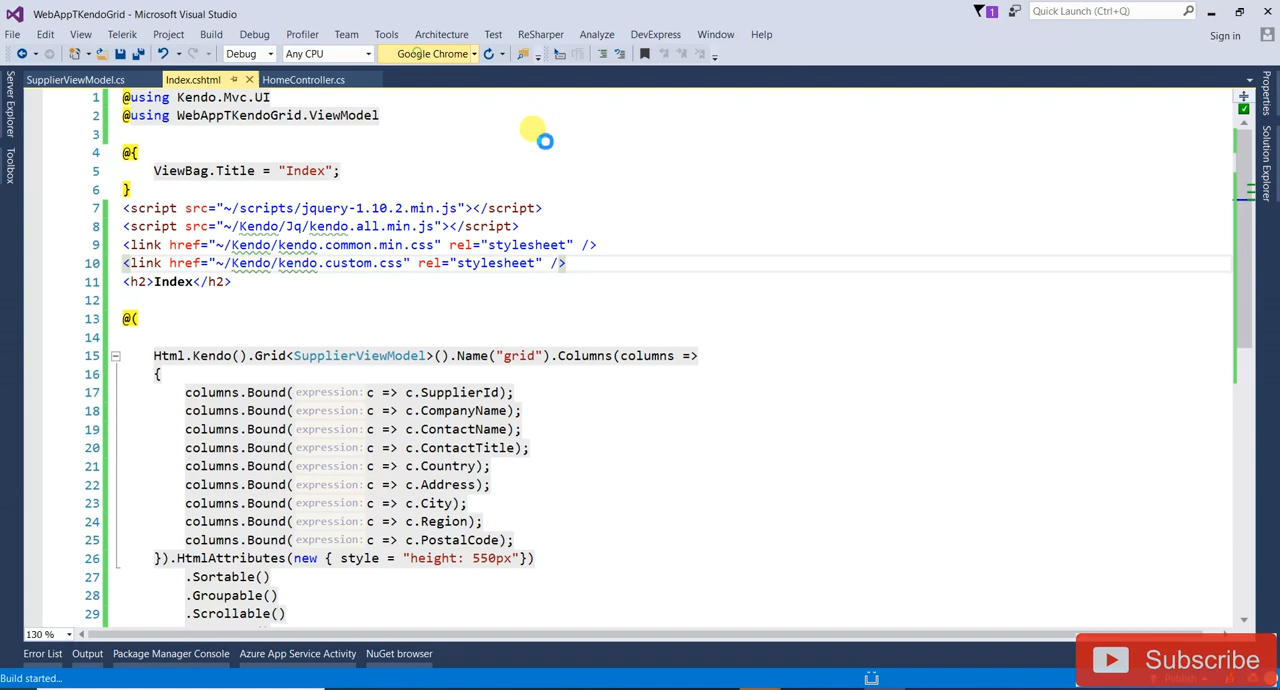 WebAppTKendoGrid - Microsoft Visual Studio
1
Quick Launch (Ctrl+Q)
File Edit View Telerik Project Build Debug Profiler Team Tools Architecture Test ReSharper Analyze DevExpress Window Help
Sign in
Debug Any CPU Google Chrome
SupplierViewModel.cs Index.cshtml HomeController.cs
Server Explorer
Toolbox
Properties
Solution Explorer
1 @using Kendo.Mvc.UI
2 @using WebAppTKendoGrid.ViewModel
3
4 @{
5 ViewBag.Title = "Index";
6 }
7 <script src="~/scripts/jquery-1.10.2.min.js"></script>
8 <script src="~/Kendo/Jq/kendo.all.min.js"></script>
9 <link href="~/Kendo/kendo.common.min.css" rel="stylesheet" />
10 <link href="~/Kendo/kendo.custom.css" rel="stylesheet" />
11 <h2>Index</h2>
12
13 @(
14
15 Html.Kendo().Grid<SupplierViewModel>().Name("grid").Columns(columns =>
16 {
17 columns.Bound(expression: c => c.SupplierId);
18 columns.Bound(expression: c => c.CompanyName);
19 columns.Bound(expression: c => c.ContactName);
20 columns.Bound(expression: c => c.ContactTitle);
21 columns.Bound(expression: c => c.Country);
22 columns.Bound(expression: c => c.Address);
23 columns.Bound(expression: c => c.City);
24 columns.Bound(expression: c => c.Region);
25 columns.Bound(expression: c => c.PostalCode);
26 }).HtmlAttributes(new { style = "height: 550px"})
27 .Sortable()
28 .Groupable()
29 .Scrollable()
130 %
Error List Output Package Manager Console Azure App Service Activity NuGet browser
Subscribe
Build started...